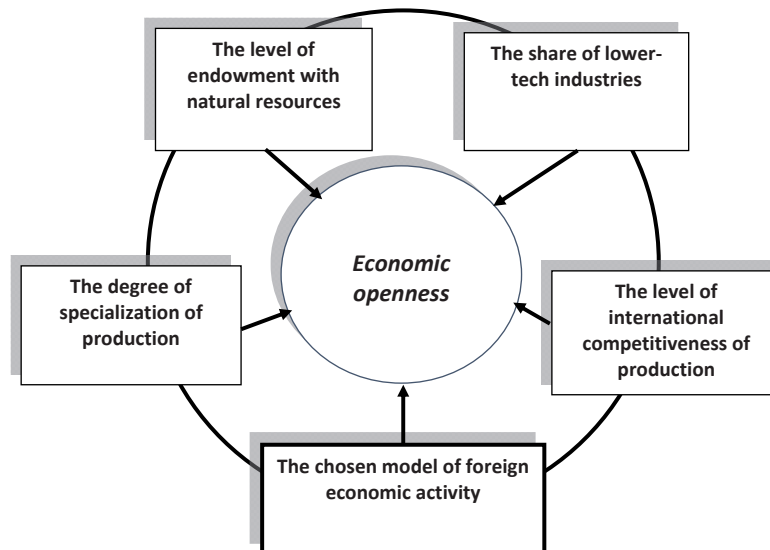 The level of
endowment with
natural resources
The share of lower-
tech industries
Economic
openness
The degree of
specialization of
production
The level of
international
competitiveness of
production
The chosen model of foreign
economic activity